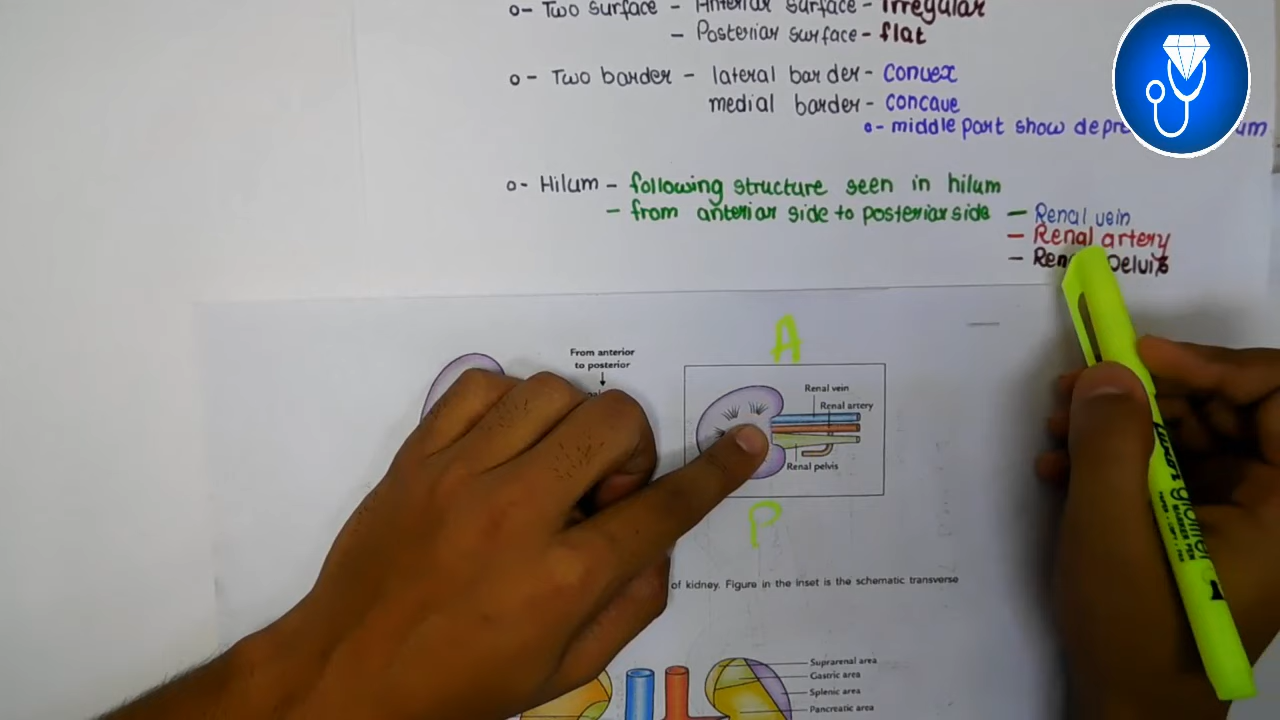 o- Two surface - Anterior surface - irregular
- Posterior surface - flat
o- Two border - lateral border - convex
medial border - concave
o- middle part show
o- Hilum - following structure seen in hilum
- from anterior side to posterior side - Renal vein
- Renal artery
- Pelvis
A
From anterior
to posterior
Renal vein
Renal artery
Renal pelvis
P
of kidney. Figure in the inset is the schematic transverse
Suprarenal area
Gastric area
Splenic area
Pancreatic area